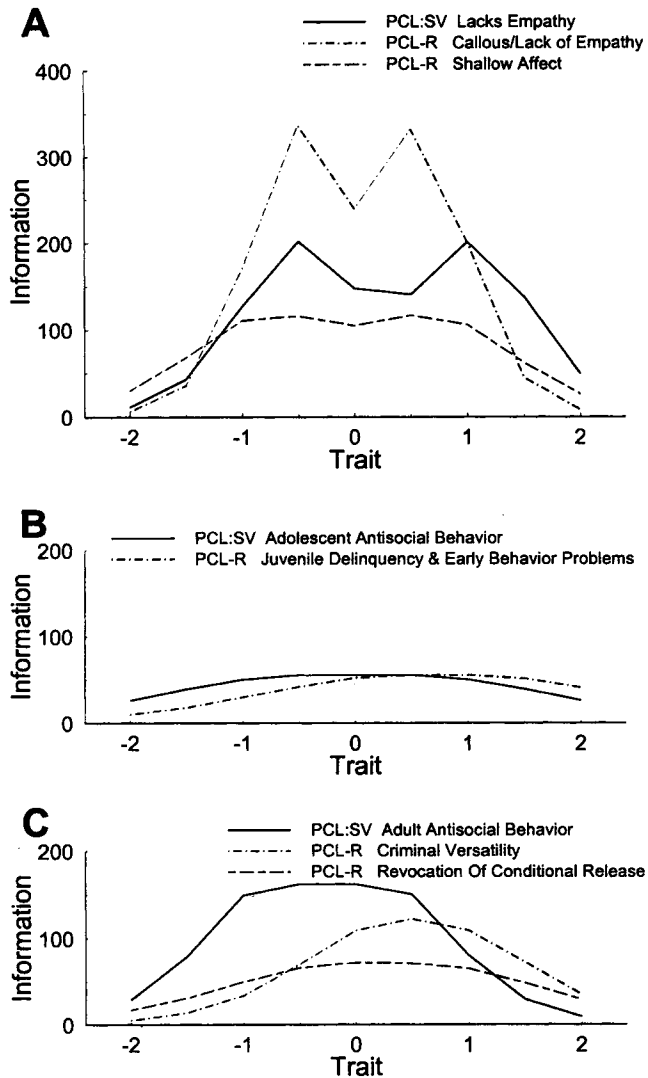 A
PCL:SV Lacks Empathy
PCL-R Callous/Lack of Empathy
PCL-R Shallow Affect
400
300
200
100
0
Information
-2 -1 0 1 2
Trait
B
PCL:SV Adolescent Antisocial Behavior
PCL-R Juvenile Delinquency & Early Behavior Problems
200
100
0
Information
-2 -1 0 1 2
Trait
C
PCL:SV Adult Antisocial Behavior
PCL-R Criminal Versatility
PCL-R Revocation Of Conditional Release
200
100
0
Information
-2 -1 0 1 2
Trait